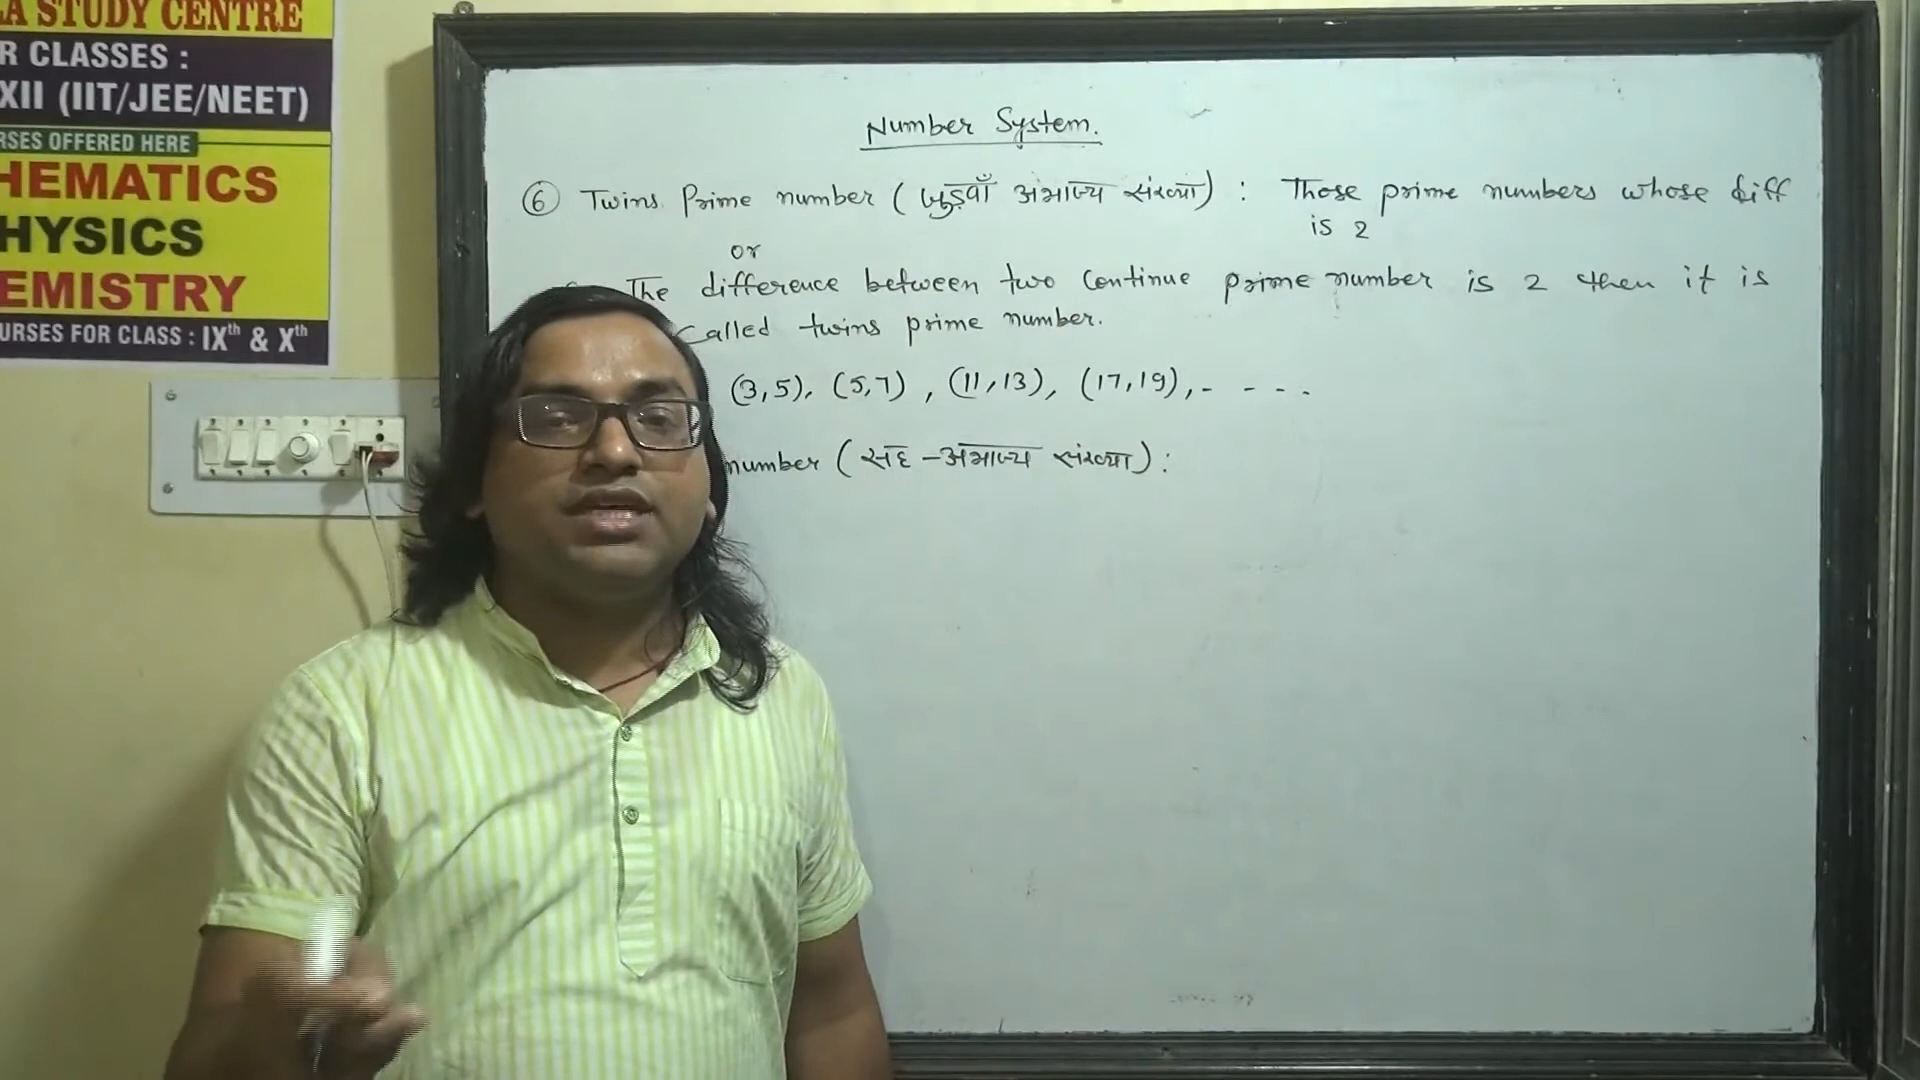 A STUDY CENTRE
R CLASSES :
XII (IIT/JEE/NEET)
RSES OFFERED HERE
HEMATICS
HYSICS
EMISTRY
URSES FOR CLASS : IXth & Xth
Number System.
6 Twins Prime number (जुड़वाँ अभाज्य संख्या) : Those prime numbers whose diff
is 2
or
The difference between two Continue prime number is 2 then it is
Called twins prime number.
(3,5), (5,7) , (11,13), (17,19),- - - -
number (सह-अभाज्य संख्या) :